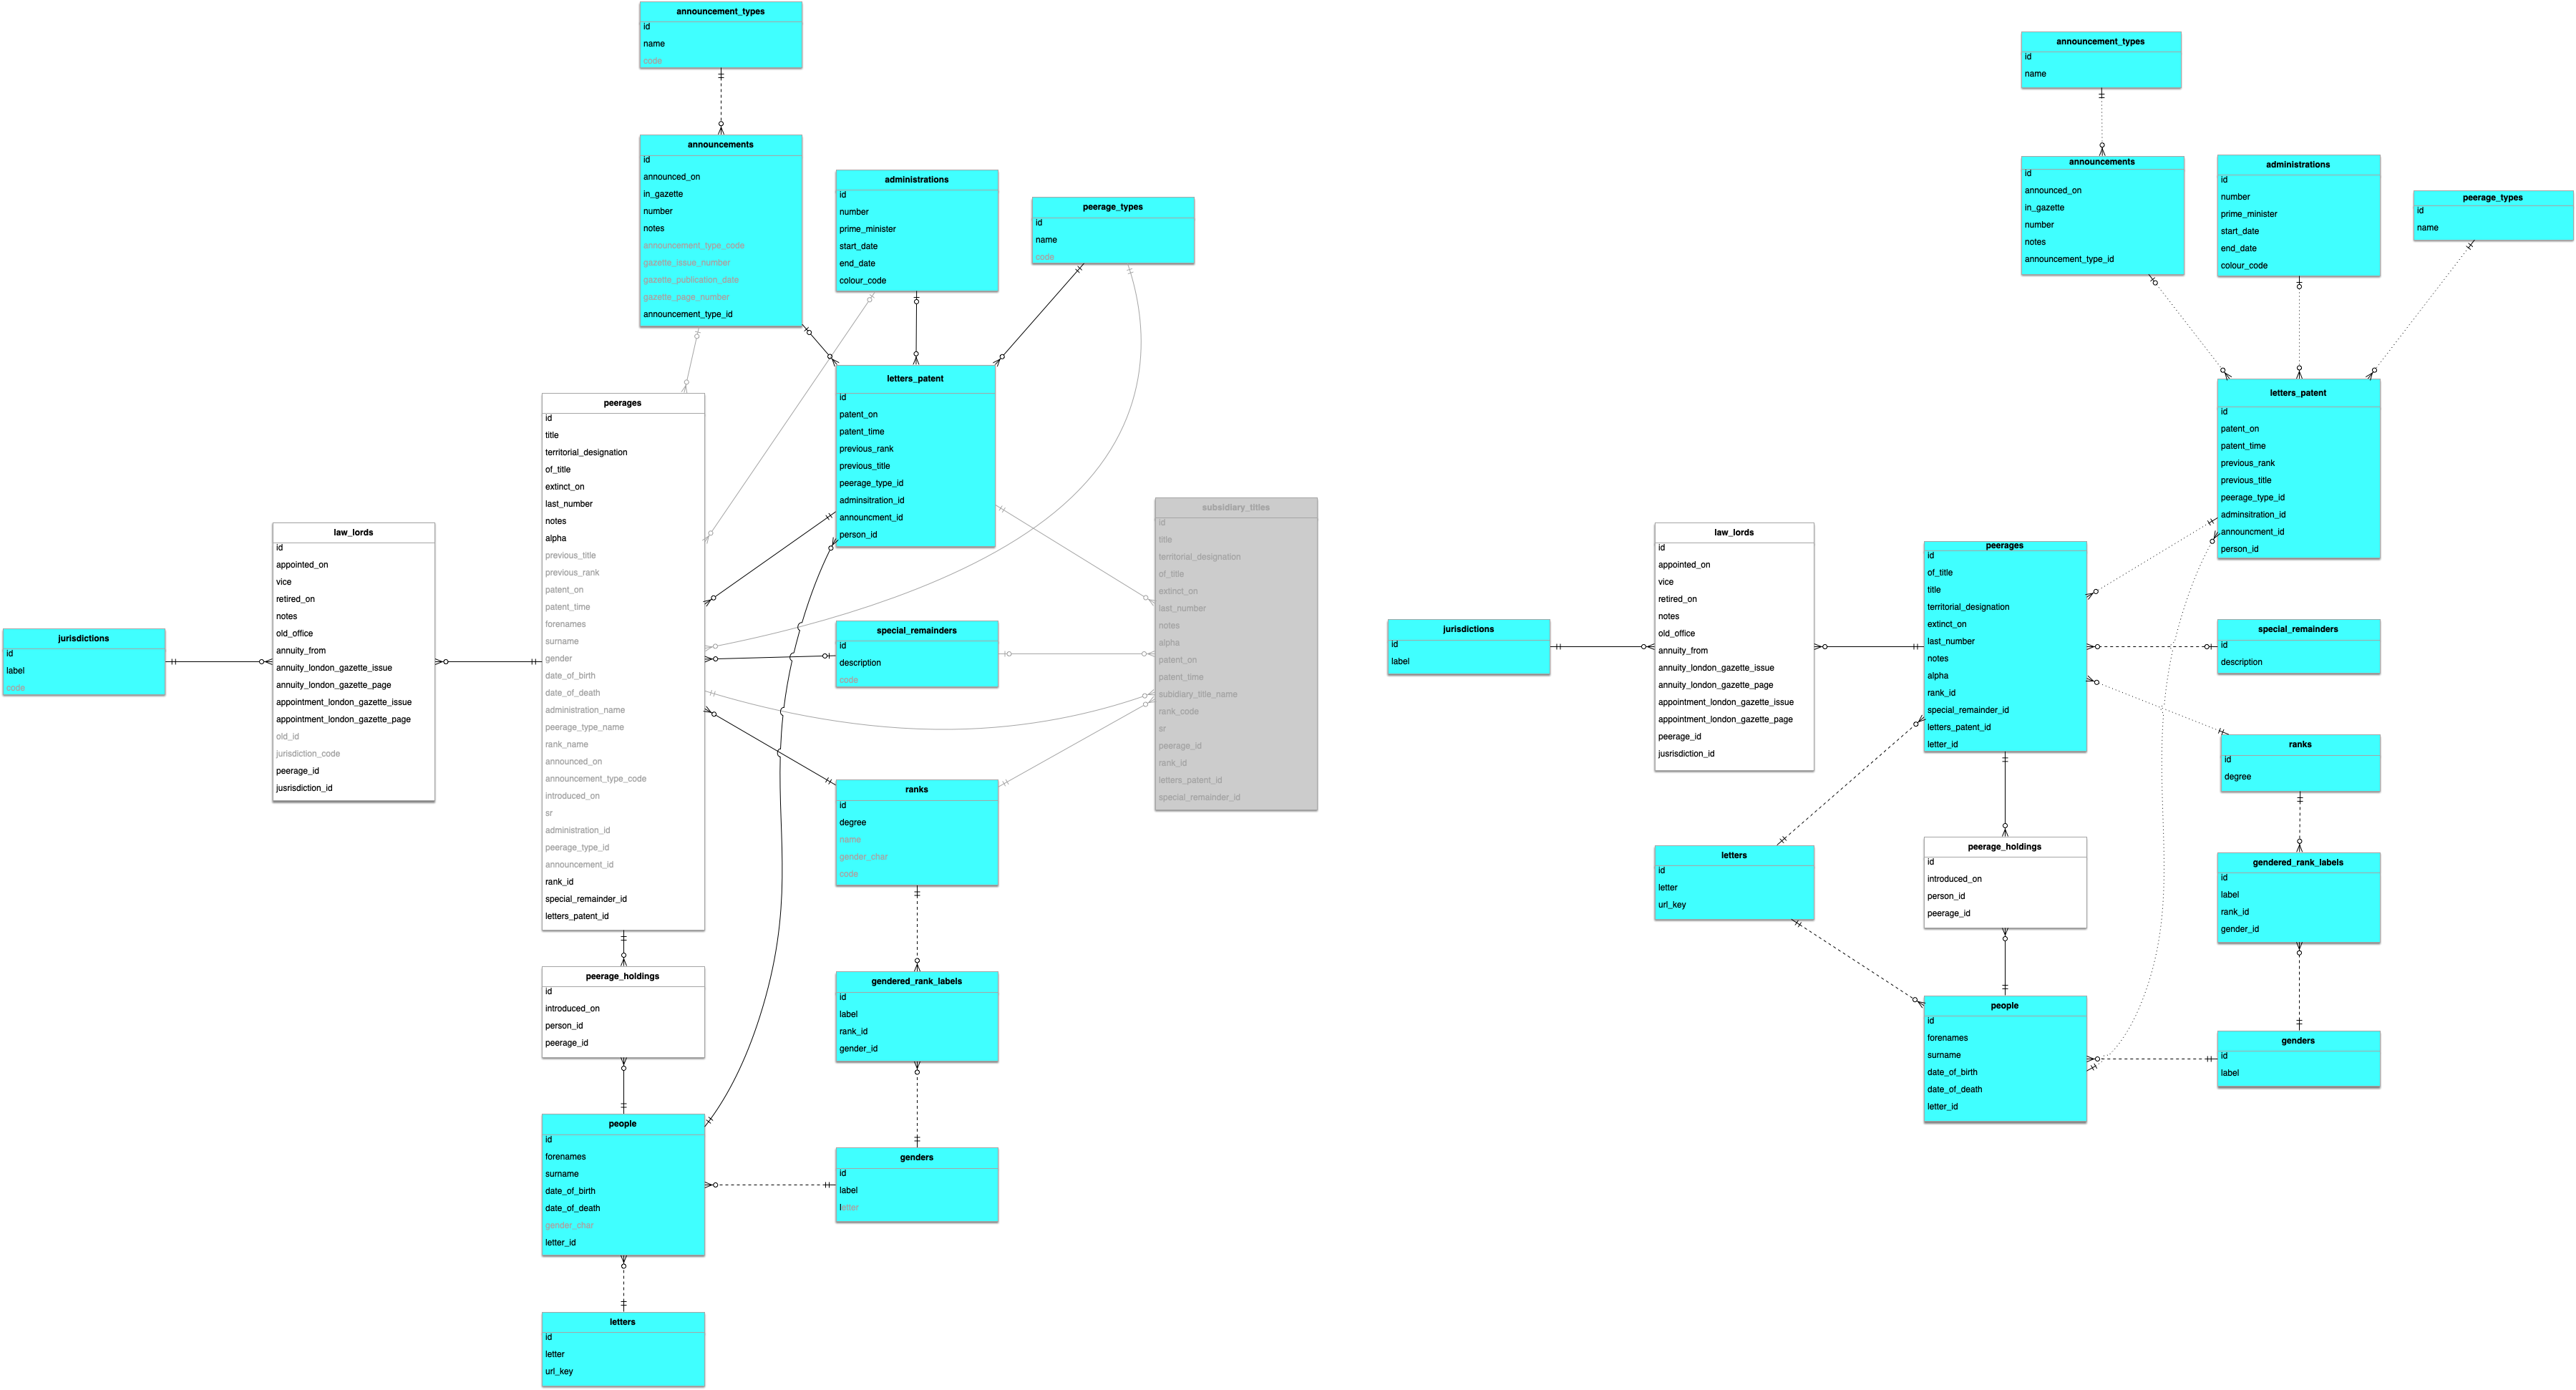 announcement_types
id
name
code
announcements
id
announced_on
in_gazette
number
notes
announcement_type_code
gazette_issue_number
gazette_publication_date
gazette_page_number
announcement_type_id
administrations
id
number
prime_minister
start_date
end_date
colour_code
peerage_types
id
name
code
letters_patent
id
patent_on
patent_time
previous_rank
previous_title
peerage_type_id
adminsitration_id
announcment_id
person_id
peerages
id
title
territorial_designation
of_title
extinct_on
last_number
notes
alpha
previous_title
previous_rank
patent_on
patent_time
forenames
surname
gender
date_of_birth
date_of_death
administration_name
peerage_type_name
rank_name
announced_on
announcement_type_code
introduced_on
sr
administration_id
peerage_type_id
announcement_id
rank_id
special_remainder_id
letters_patent_id
subsidiary_titles
id
title
territorial_designation
of_title
extinct_on
last_number
notes
alpha
patent_on
patent_time
subidiary_title_name
rank_code
sr
peerage_id
rank_id
letters_patent_id
special_remainder_id
law_lords
id
appointed_on
vice
retired_on
notes
old_office
annuity_from
annuity_london_gazette_issue
annuity_london_gazette_page
appointment_london_gazette_issue
appointment_london_gazette_page
old_id
jurisdiction_code
peerage_id
jusrisdiction_id
jurisdictions
id
label
code
special_remainders
id
description
code
ranks
id
degree
name
gender_char
code
peerage_holdings
id
introduced_on
person_id
peerage_id
gendered_rank_labels
id
label
rank_id
gender_id
people
id
forenames
surname
date_of_birth
date_of_death
gender_char
letter_id
genders
id
label
letter
letters
id
letter
url_key
announcement_types
id
name
announcements
id
announced_on
in_gazette
number
notes
announcement_type_id
administrations
id
number
prime_minister
start_date
end_date
colour_code
peerage_types
id
name
letters_patent
id
patent_on
patent_time
previous_rank
previous_title
peerage_type_id
adminsitration_id
announcment_id
person_id
law_lords
id
appointed_on
vice
retired_on
notes
old_office
annuity_from
annuity_london_gazette_issue
annuity_london_gazette_page
appointment_london_gazette_issue
appointment_london_gazette_page
peerage_id
jusrisdiction_id
peerages
id
of_title
title
territorial_designation
extinct_on
last_number
notes
alpha
rank_id
special_remainder_id
letters_patent_id
letter_id
jurisdictions
id
label
special_remainders
id
description
ranks
id
degree
letters
id
letter
url_key
peerage_holdings
id
introduced_on
person_id
peerage_id
gendered_rank_labels
id
label
rank_id
gender_id
people
id
forenames
surname
date_of_birth
date_of_death
letter_id
genders
id
label